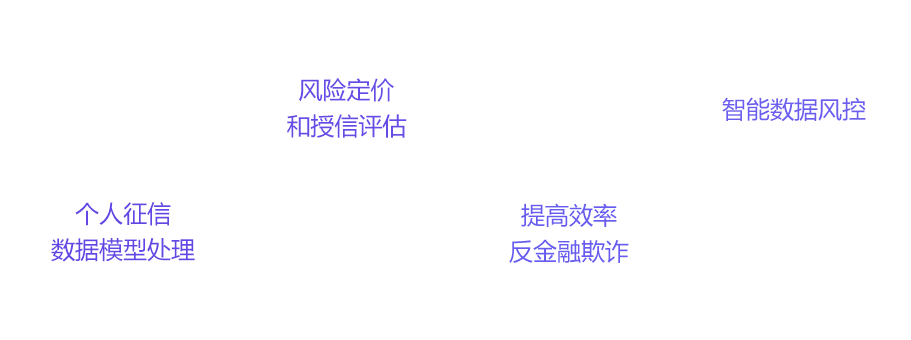 风险定价
和授信评估
智能数据风控
个人征信
数据模型处理
提高效率
反金融欺诈